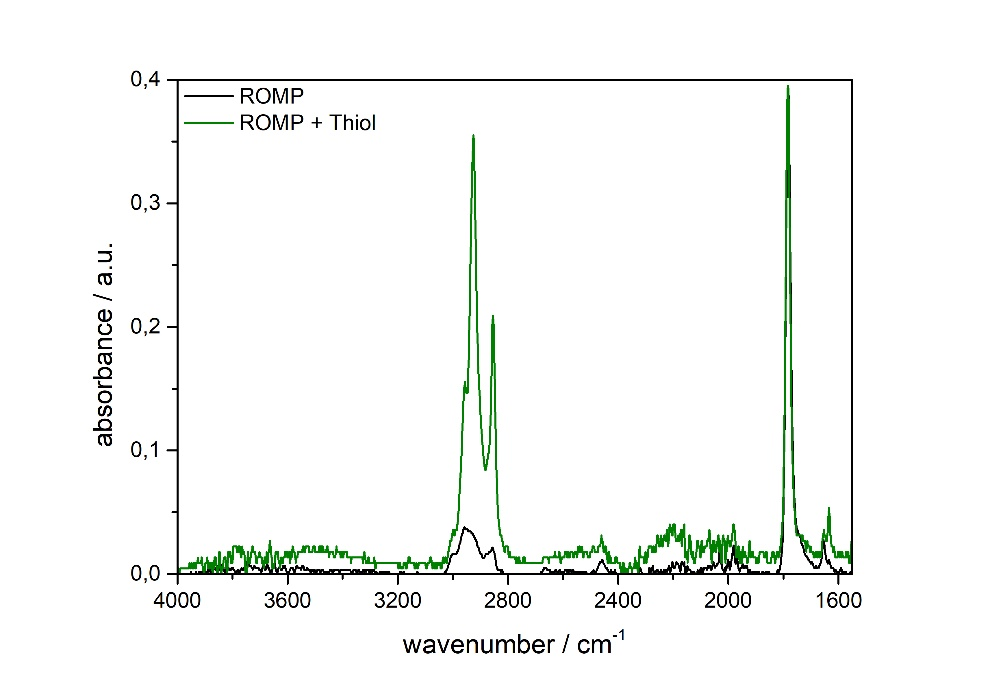 0,4
ROMP
ROMP + Thiol
0,3
0,2
0,1
0,0
absorbance / a.u.
4000 3600 3200 2800 2400 2000 1600
wavenumber / cm⁻¹